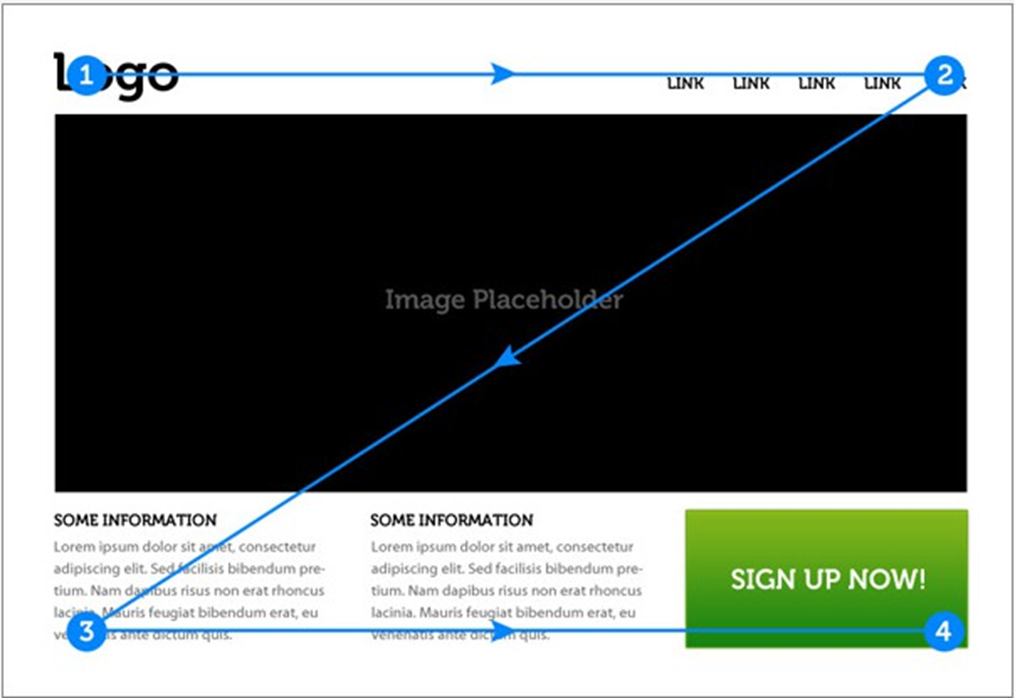 Logo
1
LINK LINK LINK LINK
2
Image Placeholder
SOME INFORMATION
Lorem ipsum dolor sit amet, consectetur
adipiscing elit. Sed facilisis bibendum pre-
tium. Nam dapibus risus non erat rhoncus
lacinia. Mauris feugiat bibendum erat, eu
venenatis ante dictum quis.
3
SOME INFORMATION
Lorem ipsum dolor sit amet, consectetur
adipiscing elit. Sed facilisis bibendum pre-
tium. Nam dapibus risus non erat rhoncus
lacinia. Mauris feugiat bibendum erat, eu
venenatis ante dictum quis.
SIGN UP NOW!
4